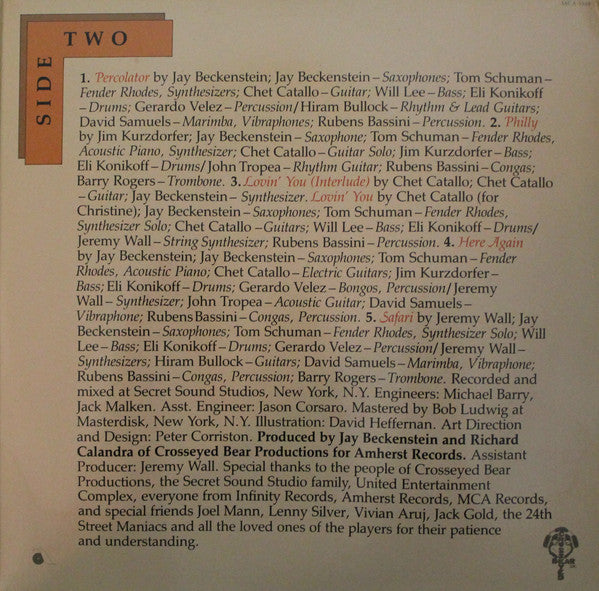 SIDE TWO
1. Percolator by Jay Beckenstein; Jay Beckenstein – Saxophones; Tom Schuman –
Fender Rhodes, Synthesizers; Chet Catallo – Guitar; Will Lee – Bass; Eli Konikoff
– Drums; Gerardo Velez – Percussion/Hiram Bullock – Rhythm & Lead Guitars;
David Samuels – Marimba, Vibraphones; Rubens Bassini – Percussion. 2. Philly
by Jim Kurzdorfer; Jay Beckenstein – Saxophone; Tom Schuman – Fender Rhodes,
Acoustic Piano, Synthesizer; Chet Catallo – Guitar Solo; Jim Kurzdorfer – Bass;
Eli Konikoff – Drums/John Tropea – Rhythm Guitar; Rubens Bassini – Congas;
Barry Rogers – Trombone. 3. Lovin' You (Interlude) by Chet Catallo; Chet Catallo
– Guitar; Jay Beckenstein – Synthesizer. Lovin' You by Chet Catallo (for
Christine); Jay Beckenstein – Saxophones; Tom Schuman – Fender Rhodes,
Synthesizer Solo; Chet Catallo – Guitars; Will Lee – Bass; Eli Konikoff – Drums/
Jeremy Wall – String Synthesizer; Rubens Bassini – Percussion. 4. Here Again
by Jay Beckenstein; Jay Beckenstein – Saxophones; Tom Schuman – Fender
Rhodes, Acoustic Piano; Chet Catallo – Electric Guitars; Jim Kurzdorfer –
Bass; Eli Konikoff – Drums; Gerardo Velez – Bongos, Percussion/Jeremy
Wall – Synthesizer; John Tropea – Acoustic Guitar; David Samuels –
Vibraphone; Rubens Bassini – Congas, Percussion. 5. Safari by Jeremy Wall; Jay
Beckenstein – Saxophones; Tom Schuman – Fender Rhodes, Synthesizer Solo; Will
Lee – Bass; Eli Konikoff – Drums; Gerardo Velez – Percussion/Jeremy Wall –
Synthesizers; Hiram Bullock – Guitars; David Samuels – Marimba, Vibraphone;
Rubens Bassini – Congas, Percussion; Barry Rogers – Trombone. Recorded and
mixed at Secret Sound Studios, New York, N.Y. Engineers: Michael Barry,
Jack Malken. Asst. Engineer: Jason Corsaro. Mastered by Bob Ludwig at
Masterdisk, New York, N.Y. Illustration: David Heffernan. Art Direction
and Design: Peter Corriston. Produced by Jay Beckenstein and Richard
Calandra of Crosseyed Bear Productions for Amherst Records. Assistant
Producer: Jeremy Wall. Special thanks to the people of Crosseyed Bear
Productions, the Secret Sound Studio family, United Entertainment
Complex, everyone from Infinity Records, Amherst Records, MCA Records,
and special friends Joel Mann, Lenny Silver, Vivian Aruj, Jack Gold, the 24th
Street Maniacs and all the loved ones of the players for their patience
and understanding.
BEAR